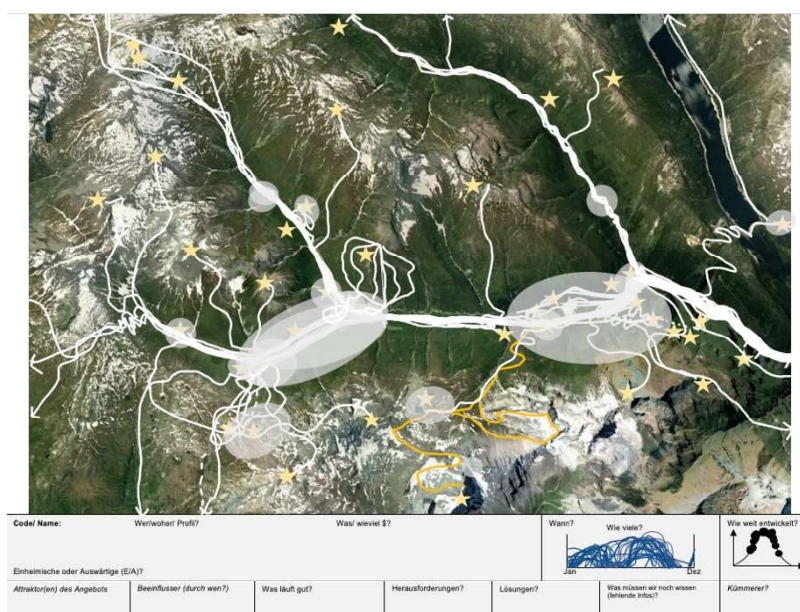 Code/ Name: Wer/woher/ Profil? Was/ wieviel $? Wann? Wie viele? Wie weit entwickelt?
Jan Dez
Einheimische oder Auswärtige (E/A)?
Attraktor(en) des Angebots Beeinflusser (durch wen?) Was läuft gut? Herausforderungen? Lösungen? Was müssen wir noch wissen
(fehlende Infos)? Kümmerer?